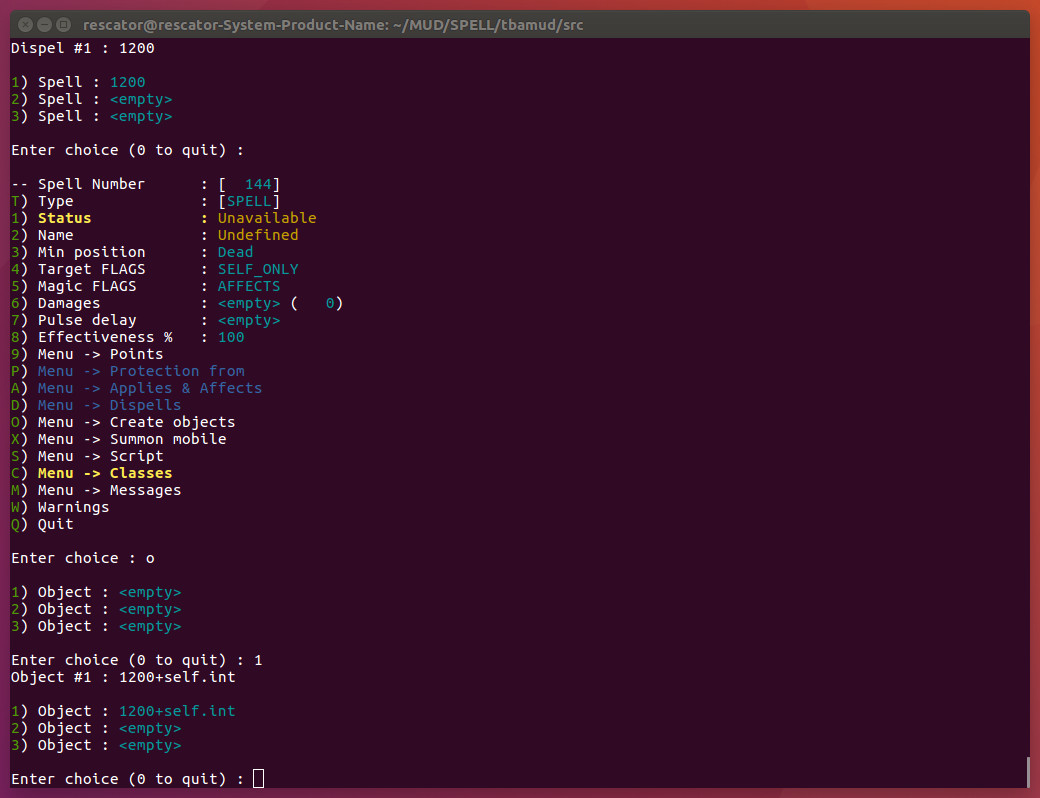 rescator@rescator-System-Product-Name: ~/MUD/SPELL/tbamud/src
Dispel #1 : 1200
1) Spell : 1200
2) Spell : <empty>
3) Spell : <empty>
Enter choice (0 to quit) :
-- Spell Number      : [  144]
T) Type              : [SPELL]
1) Status            : Unavailable
2) Name              : Undefined
3) Min position      : Dead
4) Target FLAGS      : SELF_ONLY
5) Magic FLAGS       : AFFECTS
6) Damages           : <empty> (   0)
7) Pulse delay       : <empty>
8) Effectiveness %   : 100
9) Menu -> Points
P) Menu -> Protection from
A) Menu -> Applies & Affects
D) Menu -> Dispells
O) Menu -> Create objects
X) Menu -> Summon mobile
S) Menu -> Script
C) Menu -> Classes
M) Menu -> Messages
W) Warnings
Q) Quit
Enter choice : o
1) Object : <empty>
2) Object : <empty>
3) Object : <empty>
Enter choice (0 to quit) : 1
Object #1 : 1200+self.int
1) Object : 1200+self.int
2) Object : <empty>
3) Object : <empty>
Enter choice (0 to quit) :